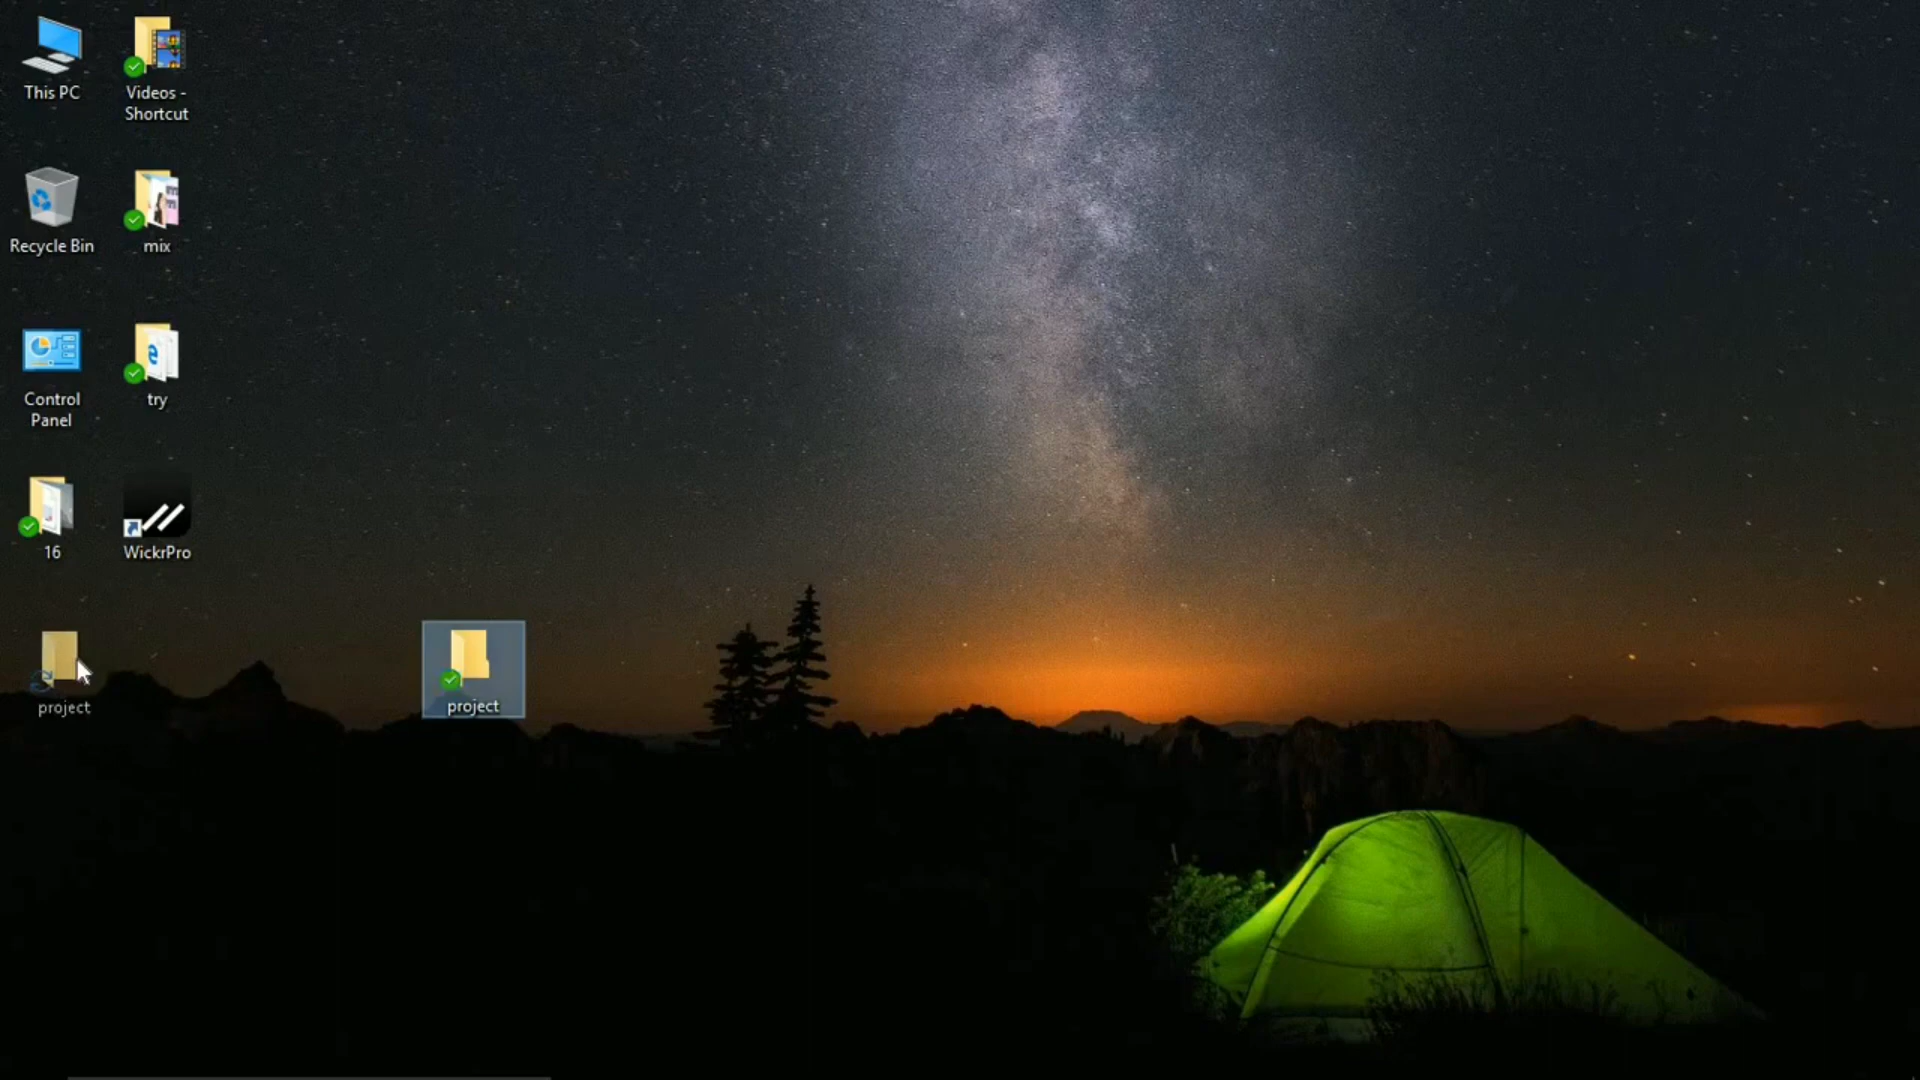 This PC
Videos -
Shortcut
Recycle Bin
mix
Control
Panel
try
16
WickrPro
project
project